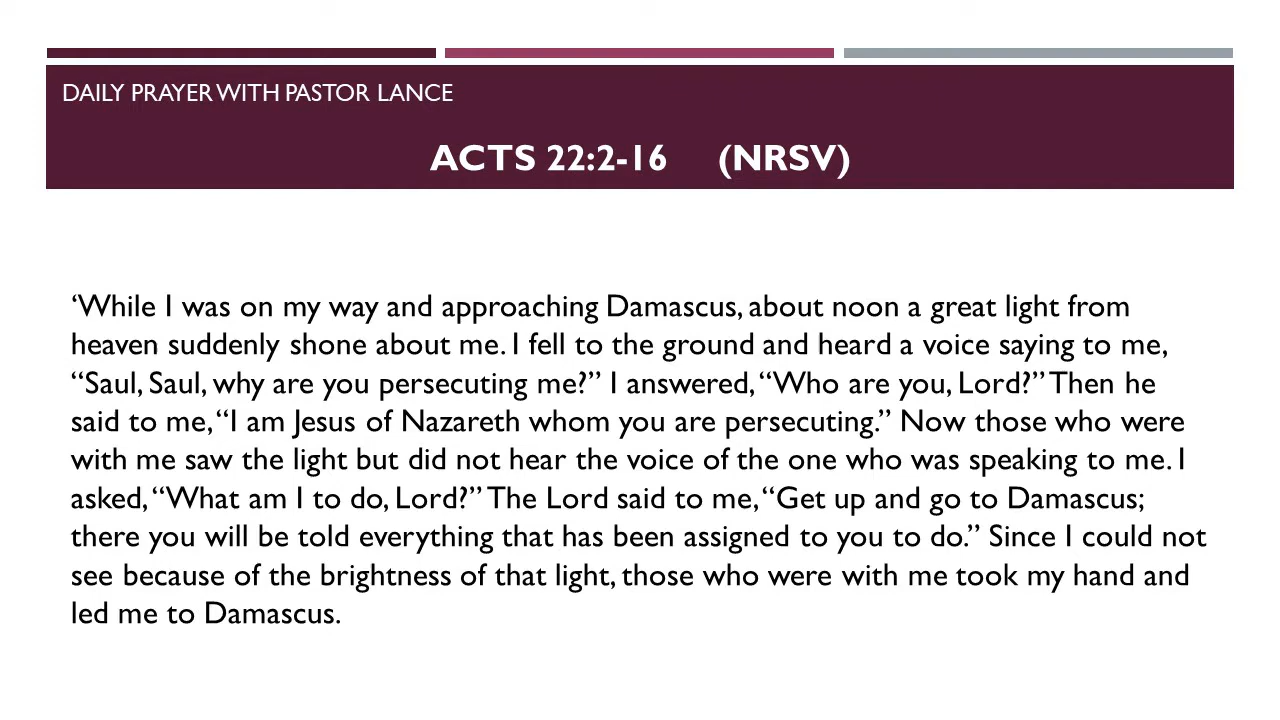 DAILY PRAYER WITH PASTOR LANCE
ACTS 22:2-16 (NRSV)
‘While I was on my way and approaching Damascus, about noon a great light from
heaven suddenly shone about me. I fell to the ground and heard a voice saying to me,
“Saul, Saul, why are you persecuting me?” I answered, “Who are you, Lord?” Then he
said to me, “I am Jesus of Nazareth whom you are persecuting.” Now those who were
with me saw the light but did not hear the voice of the one who was speaking to me. I
asked, “What am I to do, Lord?” The Lord said to me, “Get up and go to Damascus;
there you will be told everything that has been assigned to you to do.” Since I could not
see because of the brightness of that light, those who were with me took my hand and
led me to Damascus.